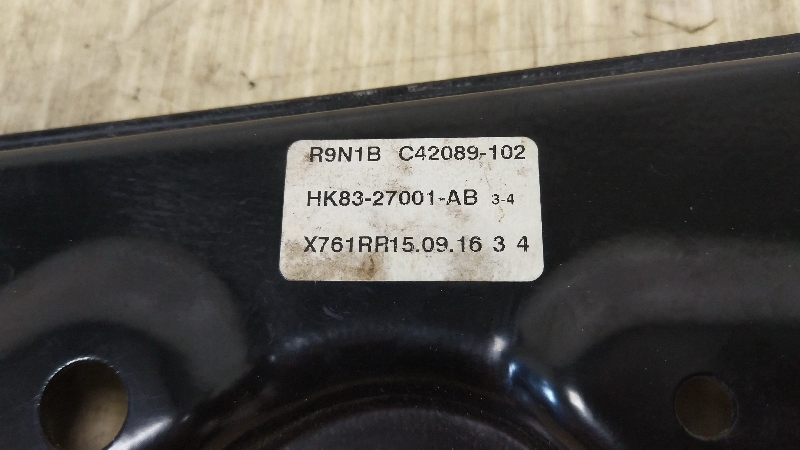 R9N1B C42089-102
HK83-27001-AB 3-4
X761RR15.09.16 3 4